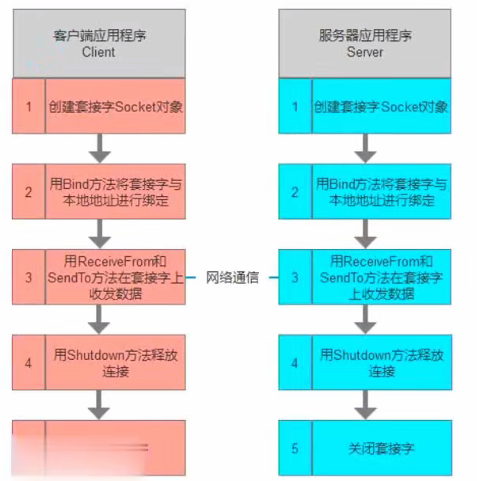 客户端应用程序
Client
1
创建套接字Socket对象
2
用Bind方法将套接字与
本地地址进行绑定
3
用ReceiveFrom和
SendTo方法在套接字上
收发数据
4
用Shutdown方法释放
连接
网络通信
服务器应用程序
Server
1
创建套接字Socket对象
2
用Bind方法将套接字与
本地地址进行绑定
3
用ReceiveFrom和
SendTo方法在套接字
上收发数据
4
用Shutdown方法释放
连接
5
关闭套接字